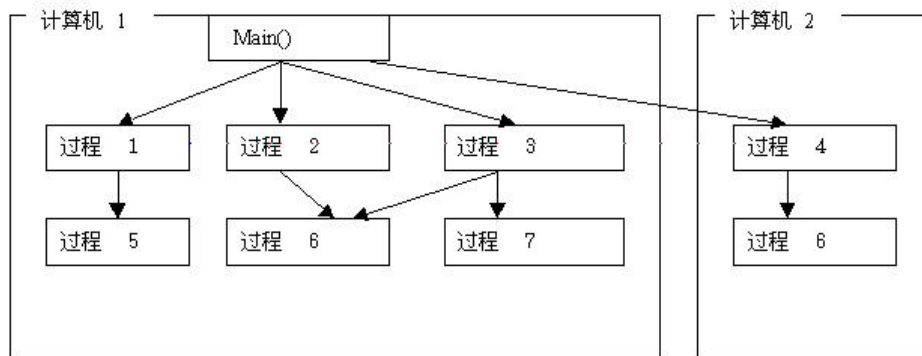 计算机 1
计算机 2
Main()
过程 1
过程 2
过程 3
过程 4
过程 5
过程 6
过程 7
过程 6